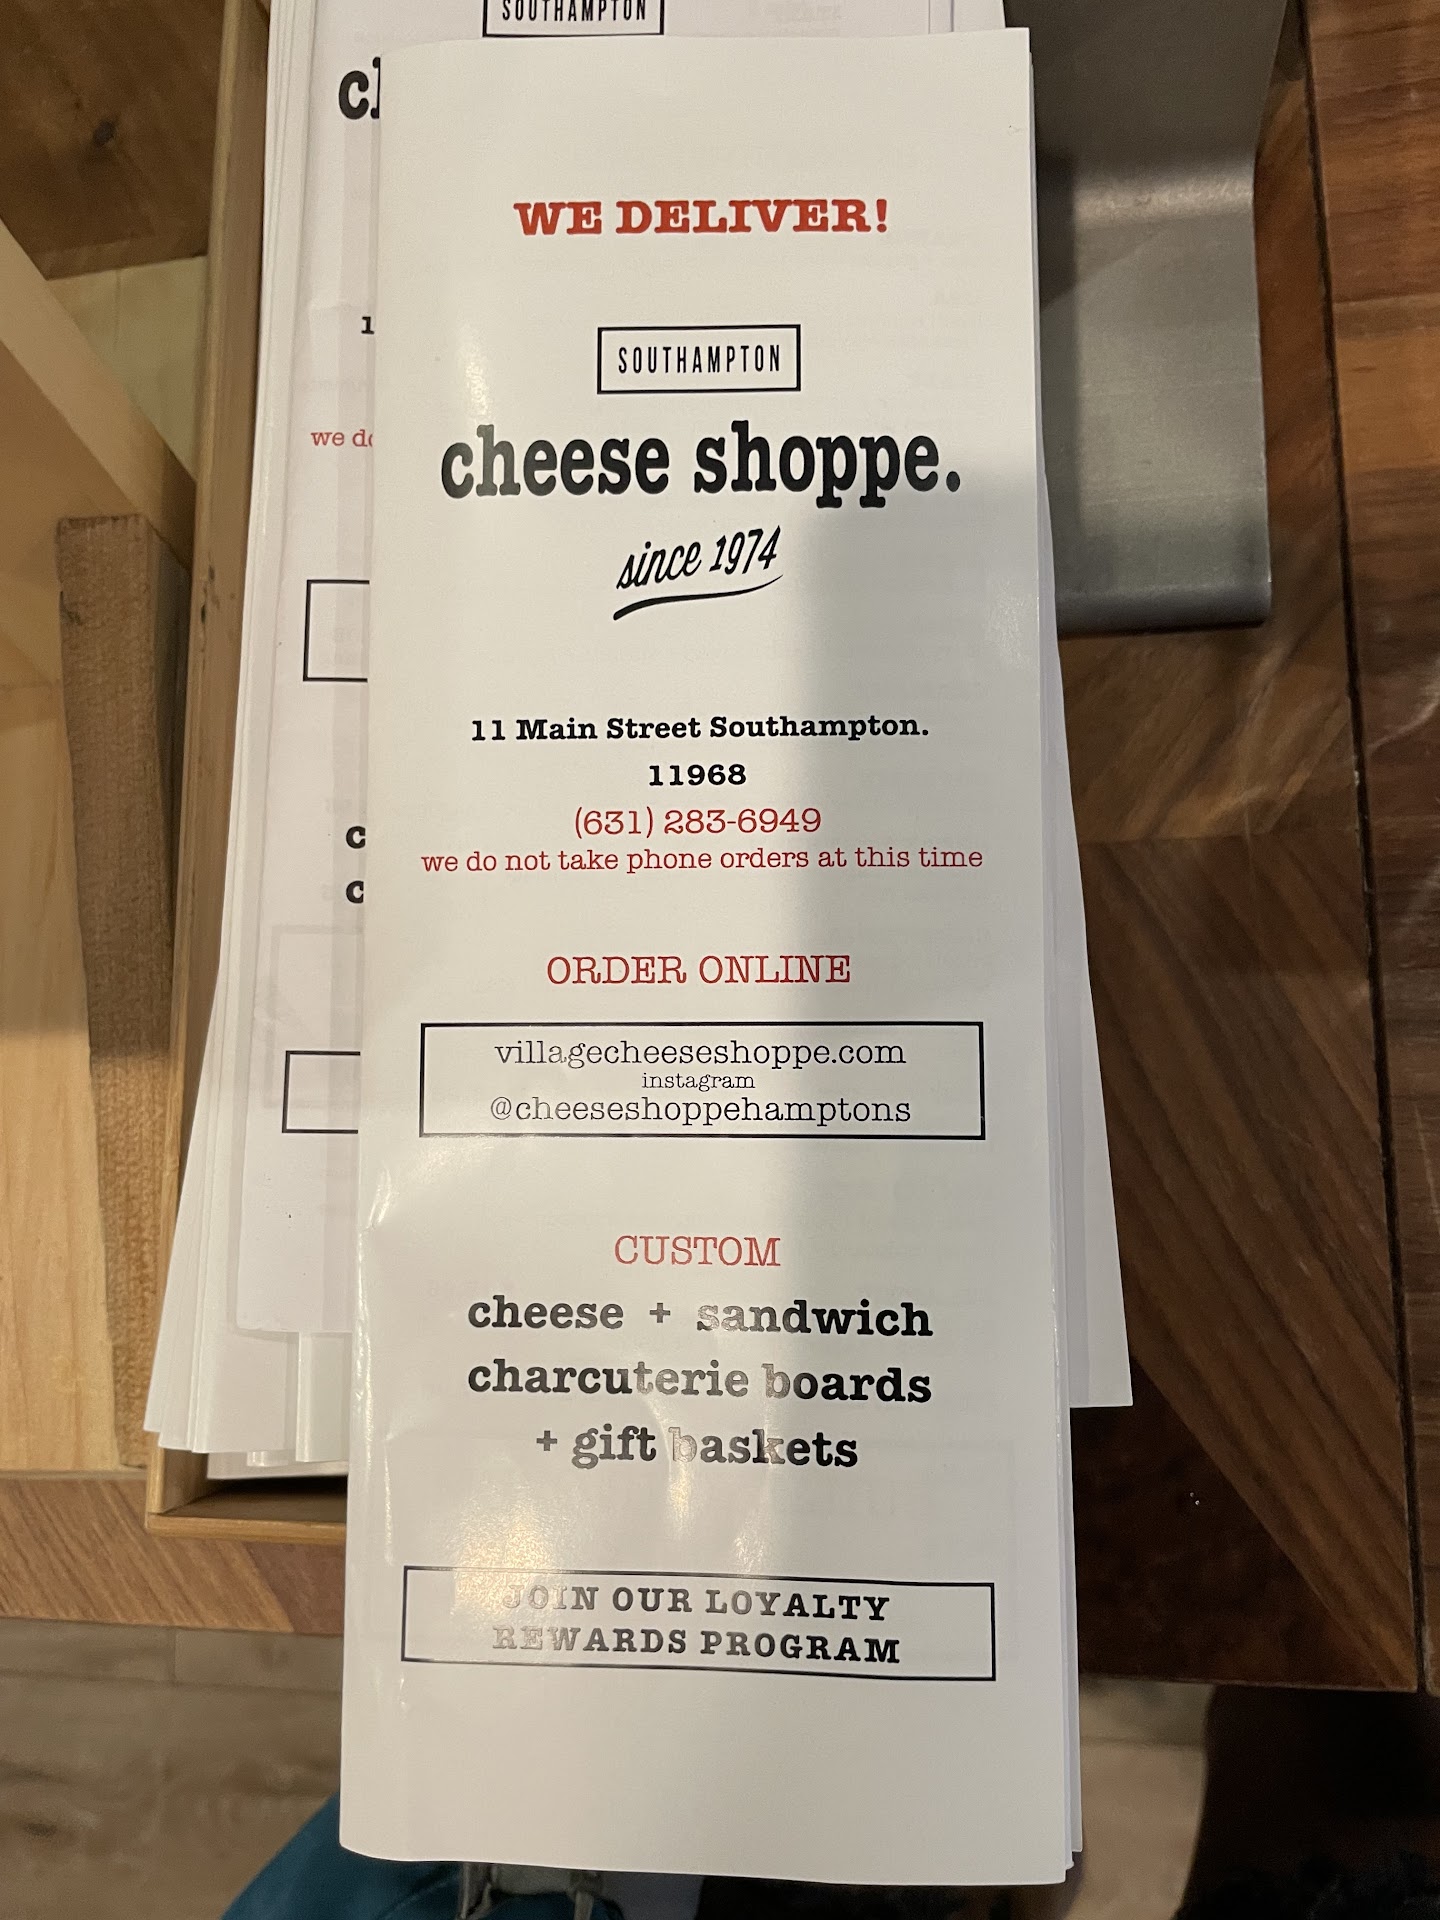 SOUTHAMPTON
WE DELIVER!
SOUTHAMPTON
cheese shoppe.
since 1974
11 Main Street Southampton.
11968
(631) 283-6949
we do not take phone orders at this time
ORDER ONLINE
villagecheeseshoppe.com
instagram
@cheeseshoppehamptons
CUSTOM
cheese + sandwich
charcuterie boards
+ gift baskets
JOIN OUR LOYALTY
REWARDS PROGRAM
we do